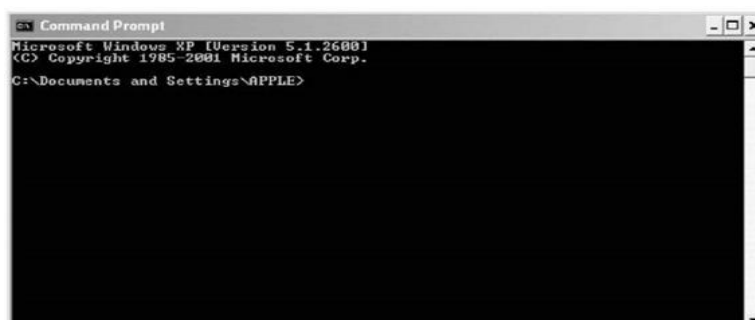 Command Prompt
Microsoft Windows XP [Version 5.1.2600]
(C) Copyright 1985-2001 Microsoft Corp.
C:\Documents and Settings\APPLE>